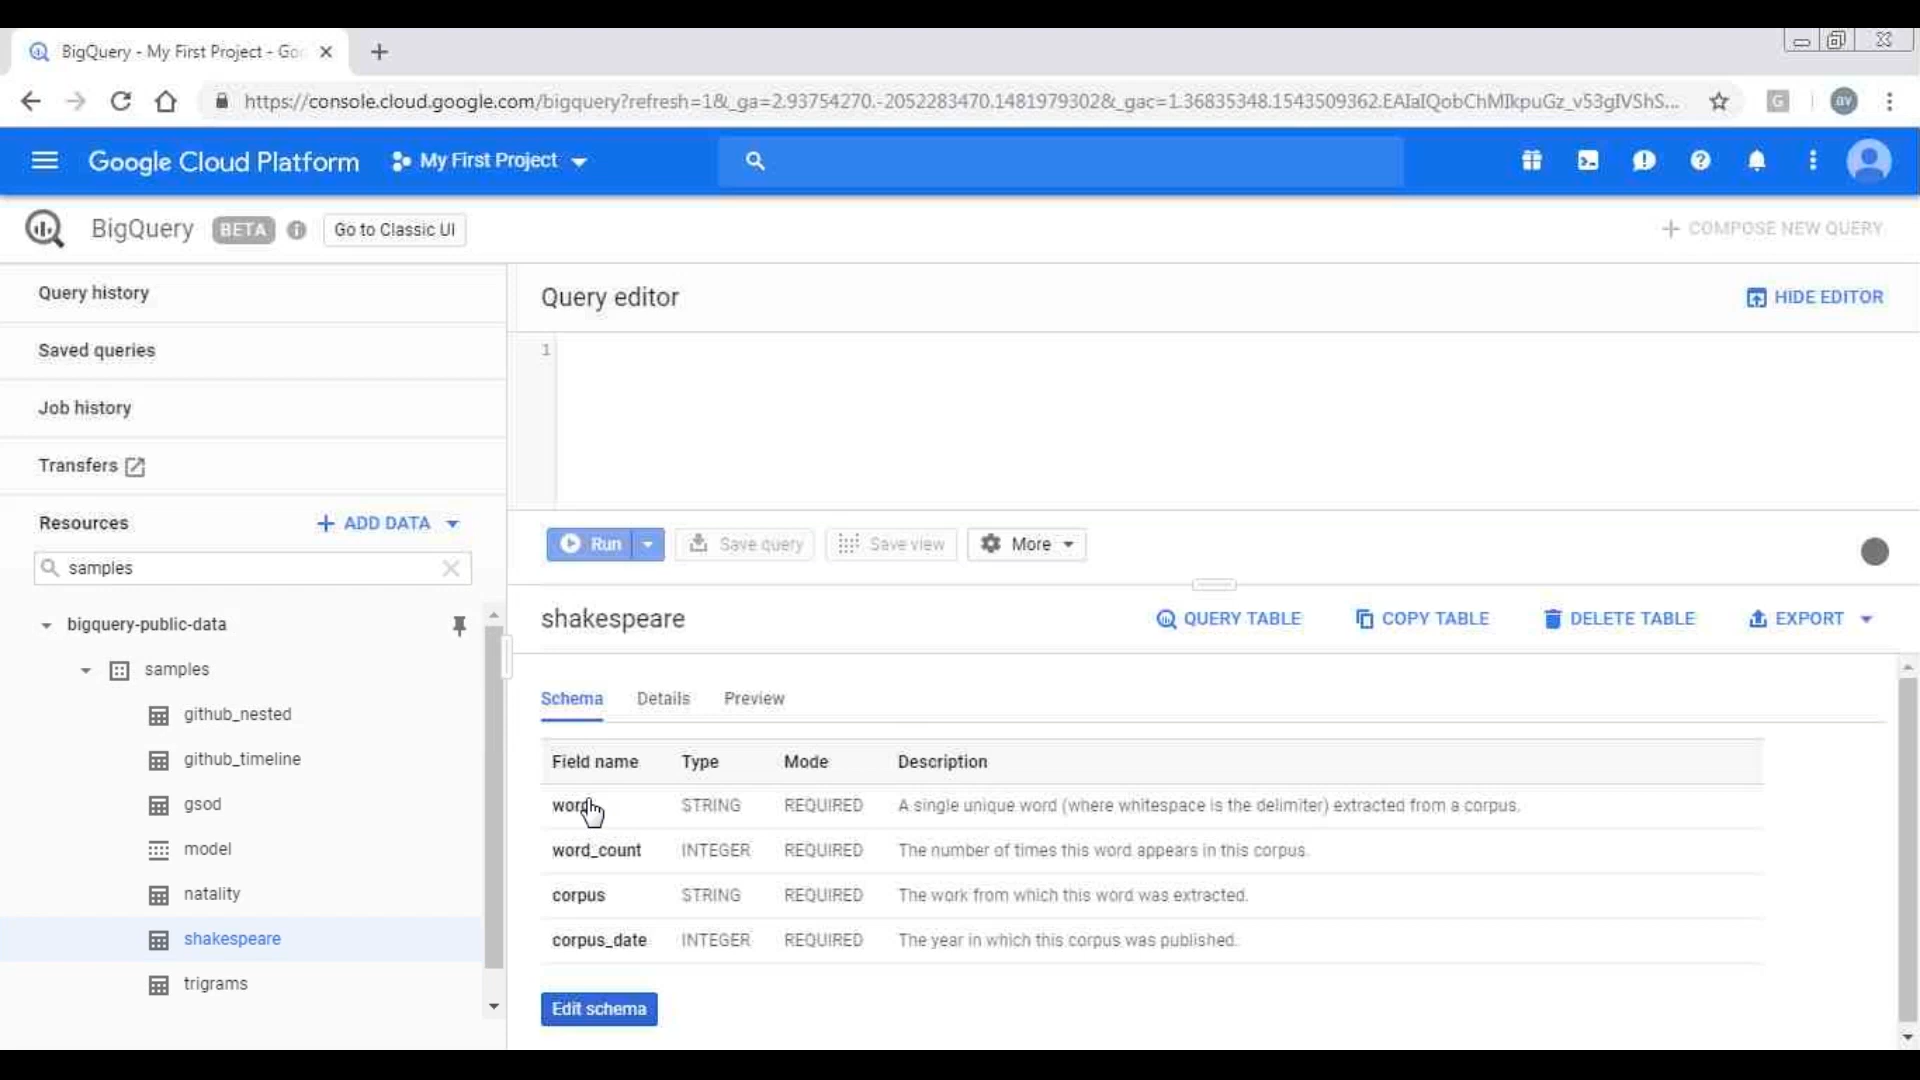 BigQuery - My First Project - Goo
https://console.cloud.google.com/bigquery?refresh=1&_ga=2.93754270.-2052283470.1481979302&_gac=1.36835348.1543509362.EAIaIQobChMIkpuGz_v53gIVShS...
G
av
Google Cloud Platform
My First Project
BigQuery
BETA
Go to Classic UI
COMPOSE NEW QUERY
Query history
Saved queries
Job history
Transfers
Resources
ADD DATA
samples
bigquery-public-data
samples
github_nested
github_timeline
gsod
model
natality
shakespeare
trigrams
Query editor
HIDE EDITOR
1
Run
Save query
Save view
More
shakespeare
QUERY TABLE
COPY TABLE
DELETE TABLE
EXPORT
Schema Details Preview
Field name Type Mode Description
word STRING REQUIRED A single unique word (where whitespace is the delimiter) extracted from a corpus.
word_count INTEGER REQUIRED The number of times this word appears in this corpus.
corpus STRING REQUIRED The work from which this word was extracted.
corpus_date INTEGER REQUIRED The year in which this corpus was published.
Edit schema